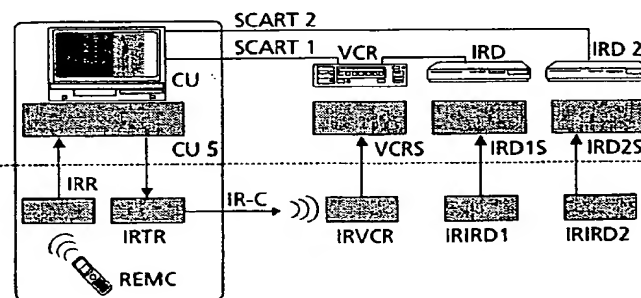 SCART 2
SCART 1 VCR IRD IRD 2
CU
CU S VCRS IRD1S IRD2S
IRR IR-C
IRTR IRVCR IRIRD1 IRIRD2
REMC